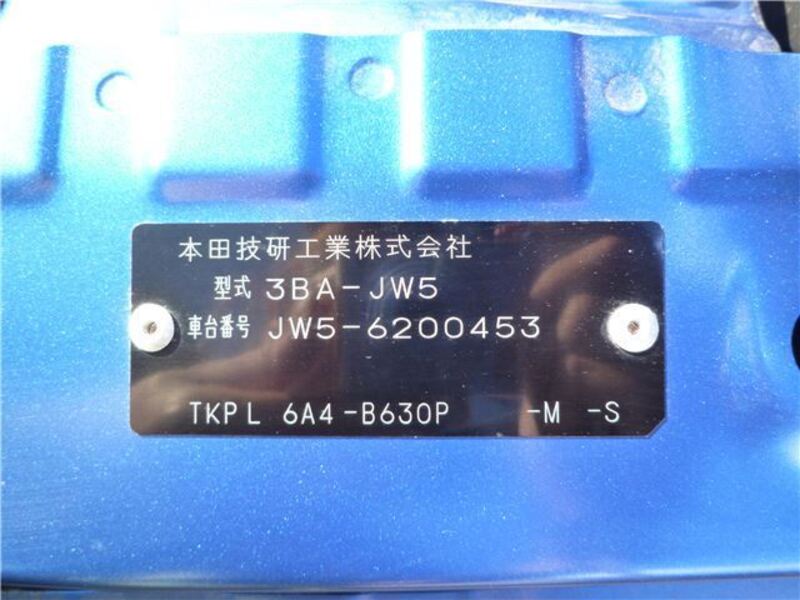 本田技研工業株式会社
型式 3BA-JW5
車台番号 JW5-6200453
TKPL 6A4-B630P -M -S